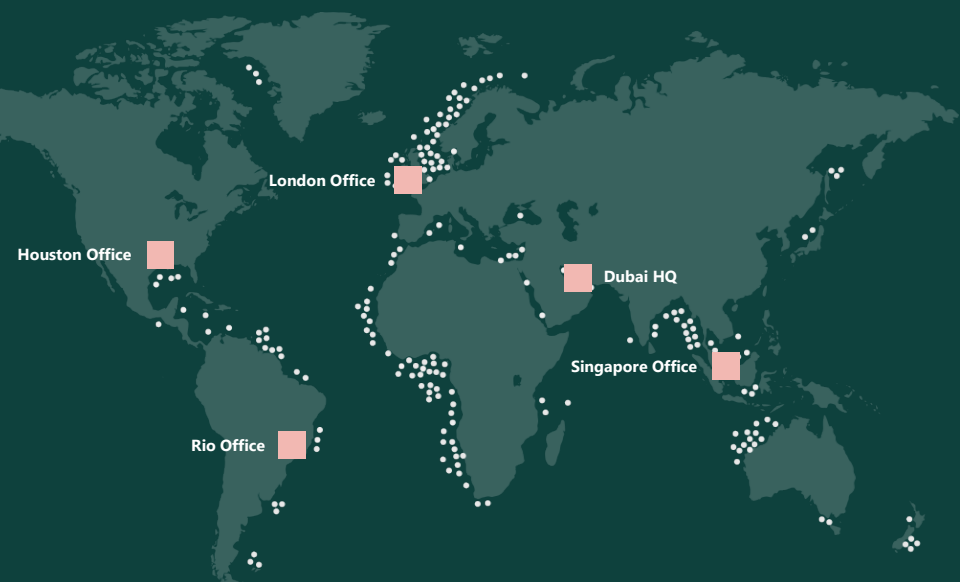 London Office
Houston Office
Dubai HQ
Singapore Office
Rio Office